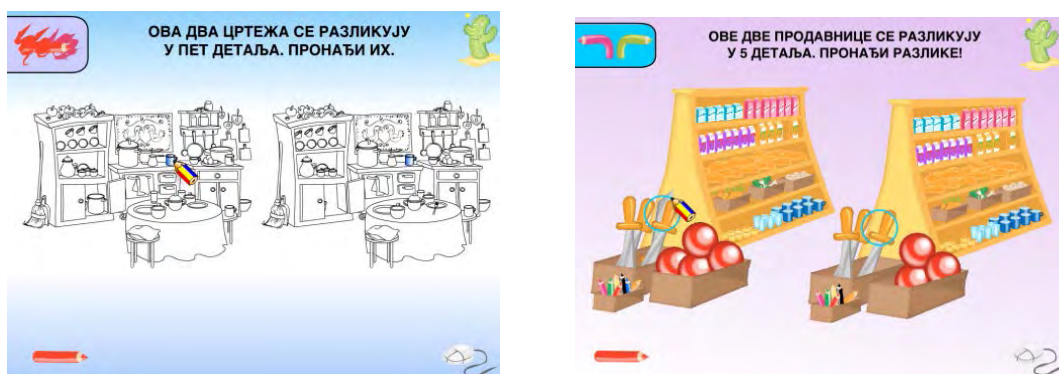 ОВА ДВА ЦРТЕЖА СЕ РАЗЛИКУЈУ
У ПЕТ ДЕТАЉА. ПРОНАЂИ ИХ.
ОВЕ ДВЕ ПРОДАВНИЦЕ СЕ РАЗЛИКУЈУ
У 5 ДЕТАЉА. ПРОНАЂИ РАЗЛИКЕ!